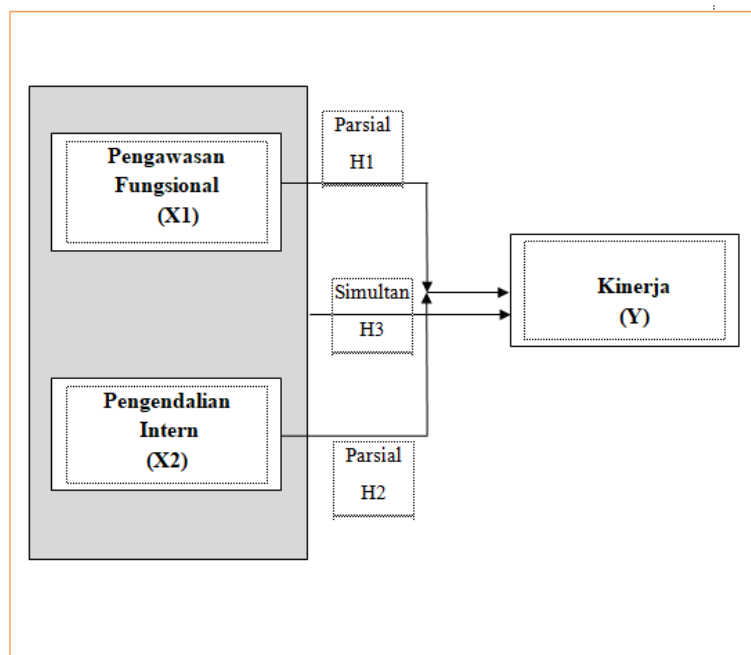 Parsial
H1
Pengawasan
Fungsional
(X1)
Simultan
H3
Kinerja
(Y)
Pengendalian
Intern
(X2)
Parsial
H2